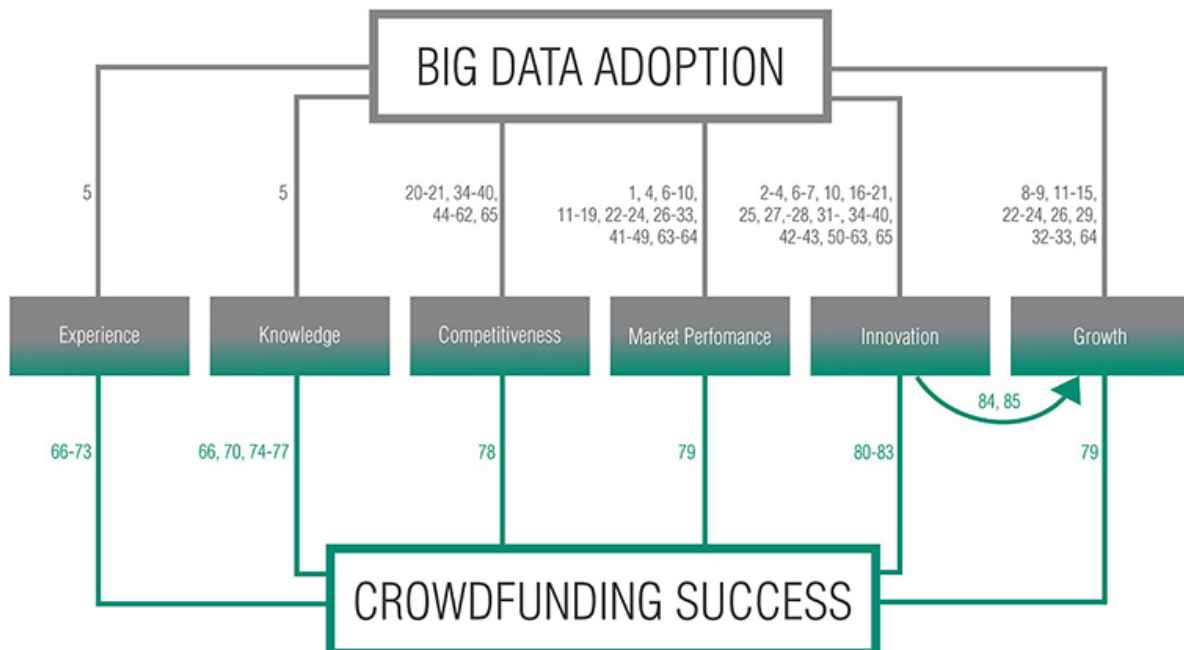 BIG DATA ADOPTION
5
5
20-21, 34-40,
44-62, 65
1, 4, 6-10,
11-19, 22-24, 26-33,
41-49, 63-64
2-4, 6-7, 10, 16-21,
25, 27,-28, 31-, 34-40,
42-43, 50-63, 65
8-9, 11-15,
22-24, 26, 29,
32-33, 64
Experience
Knowledge
Competitiveness
Market Perfomance
Innovation
Growth
84, 85
66-73
66, 70, 74-77
78
79
80-83
79
CROWDFUNDING SUCCESS